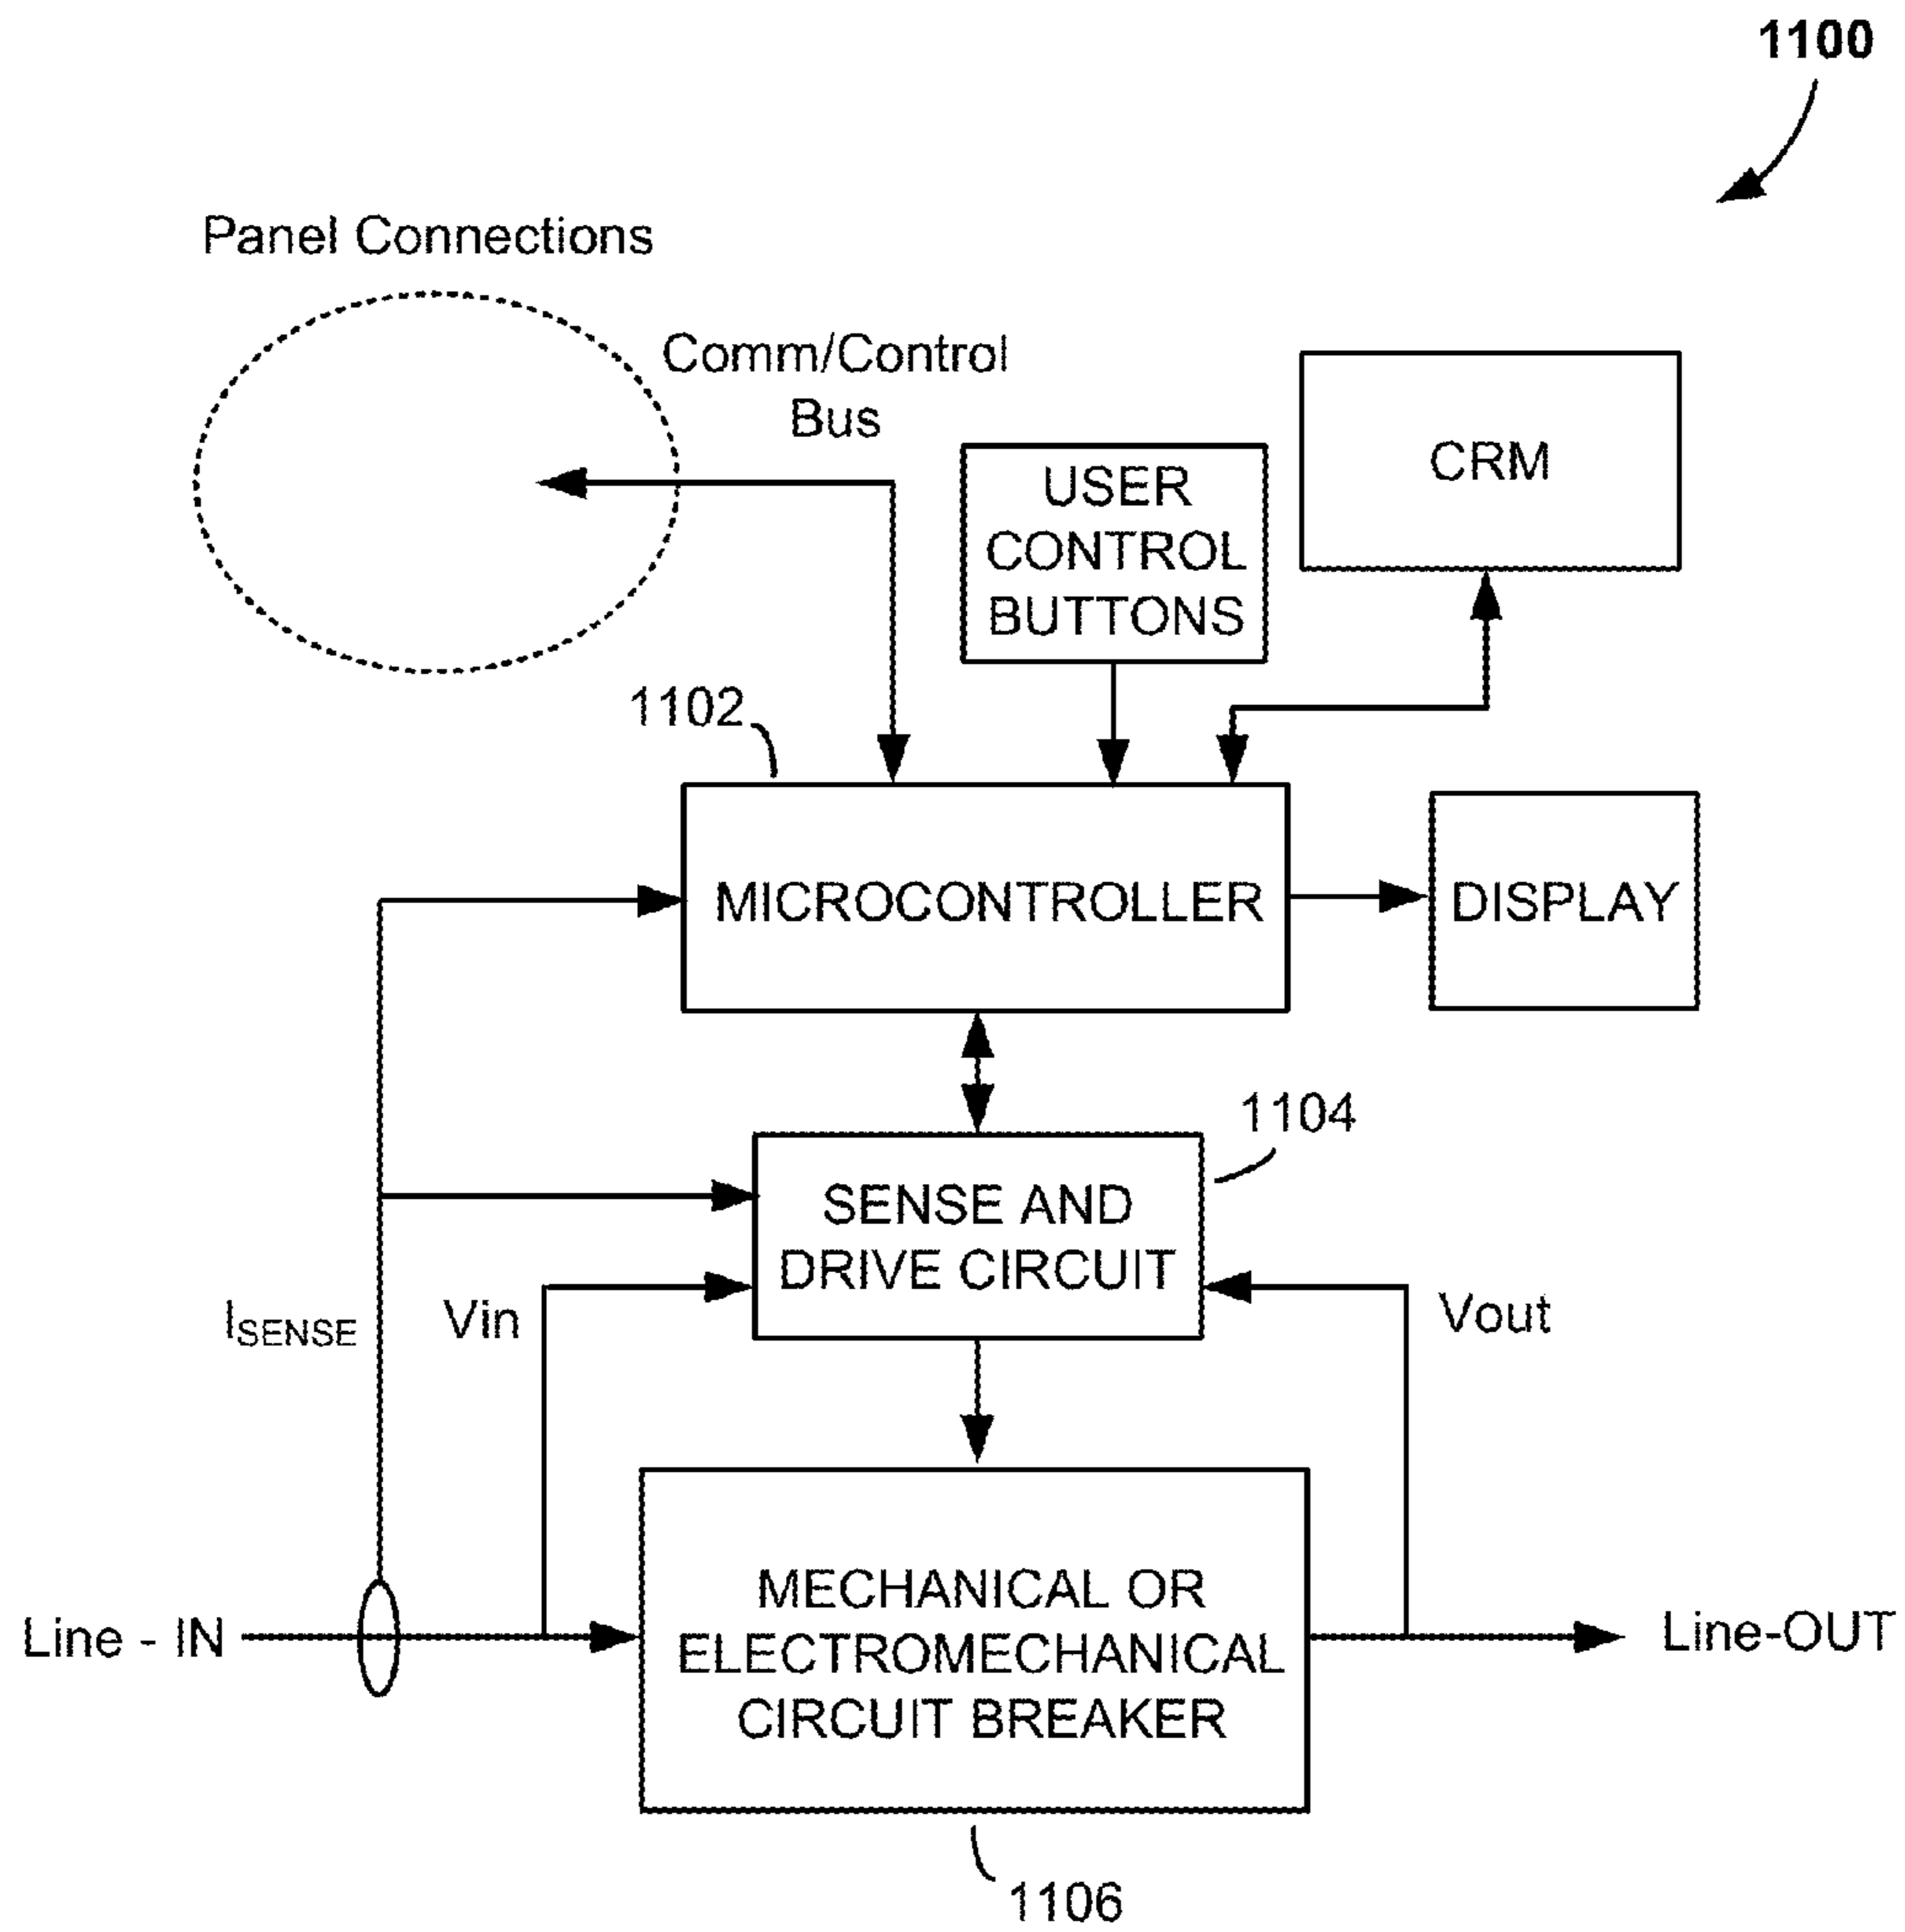 1100
Panel Connections
Comm/Control
Bus
USER
CONTROL
BUTTONS
CRM
1102
MICROCONTROLLER
DISPLAY
1104
SENSE AND
DRIVE CIRCUIT
ISENSE
Vin
Vout
Line - IN
MECHANICAL OR
ELECTROMECHANICAL
CIRCUIT BREAKER
Line-OUT
1106